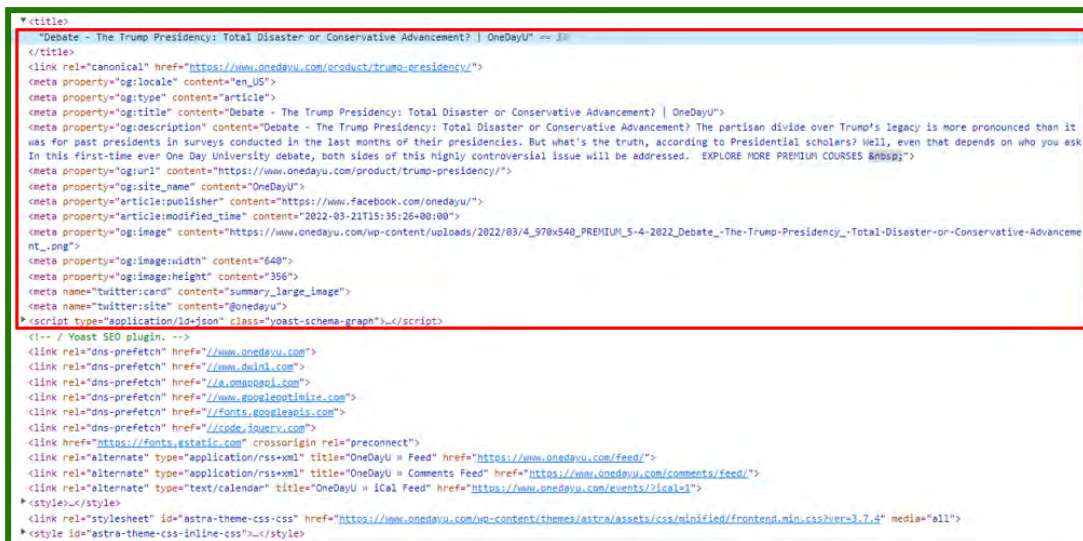 ▼<title>
"Debate - The Trump Presidency: Total Disaster or Conservative Advancement? | OneDayU" == $0
</title>
<link rel="canonical" href="https://www.onedayu.com/product/trump-presidency/">
<meta property="og:locale" content="en_US">
<meta property="og:type" content="article">
<meta property="og:title" content="Debate - The Trump Presidency: Total Disaster or Conservative Advancement? | OneDayU">
<meta property="og:description" content="Debate - The Trump Presidency: Total Disaster or Conservative Advancement? The partisan divide over Trump's legacy is more pronounced than it
was for past presidents in surveys conducted in the last months of their presidencies. But what's the truth, according to Presidential scholars? Well, even that depends on who you ask
In this first-time ever One Day University debate, both sides of this highly controversial issue will be addressed.  EXPLORE MORE PREMIUM COURSES &nbsp;">
<meta property="og:url" content="https://www.onedayu.com/product/trump-presidency/">
<meta property="og:site_name" content="OneDayU">
<meta property="article:publisher" content="https://www.facebook.com/onedayu/">
<meta property="article:modified_time" content="2022-03-21T15:35:26+00:00">
<meta property="og:image" content="https://www.onedayu.com/wp-content/uploads/2022/03/4_970x540_PREMIUM_5-4-2022_Debate_-The-Trump-Presidency_-Total-Disaster-or-Conservative-Advanceme
nt_.png">
<meta property="og:image:width" content="640">
<meta property="og:image:height" content="356">
<meta name="twitter:card" content="summary_large_image">
<meta name="twitter:site" content="@onedayu">
▶<script type="application/ld+json" class="yoast-schema-graph">…</script>
<!-- / Yoast SEO plugin. -->
<link rel="dns-prefetch" href="//www.onedayu.com">
<link rel="dns-prefetch" href="//www.dwin1.com">
<link rel="dns-prefetch" href="//a.omappapi.com">
<link rel="dns-prefetch" href="//www.googleoptimize.com">
<link rel="dns-prefetch" href="//fonts.googleapis.com">
<link rel="dns-prefetch" href="//code.jquery.com">
<link href="https://fonts.gstatic.com" crossorigin rel="preconnect">
<link rel="alternate" type="application/rss+xml" title="OneDayU » Feed" href="https://www.onedayu.com/feed/">
<link rel="alternate" type="application/rss+xml" title="OneDayU » Comments Feed" href="https://www.onedayu.com/comments/feed/">
<link rel="alternate" type="text/calendar" title="OneDayU » iCal Feed" href="https://www.onedayu.com/events/?ical=1">
▶<style>…</style>
<link rel="stylesheet" id="astra-theme-css-css" href="https://www.onedayu.com/wp-content/themes/astra/assets/css/minified/frontend.min.css?ver=3.7.4" media="all">
▶<style id="astra-theme-css-inline-css">…</style>